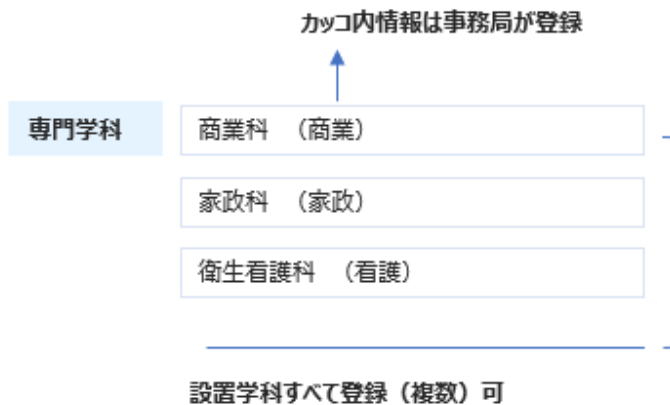 カッコ内情報は事務局が登録
専門学科
商業科　（商業）
家政科　（家政）
衛生看護科　（看護）
設置学科すべて登録（複数）可